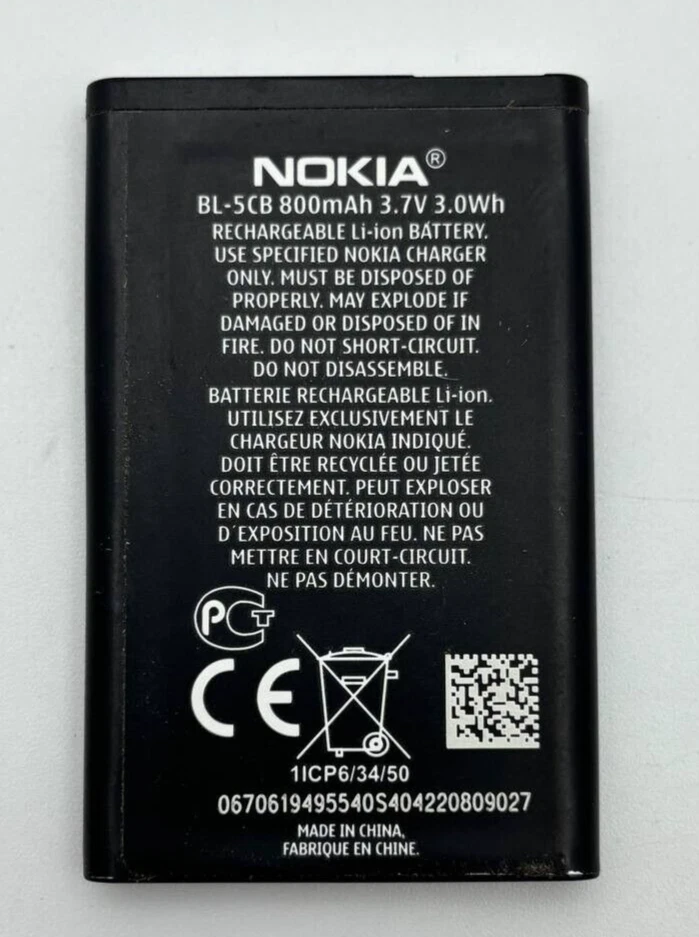 NOKIA®
BL-5CB 800mAh 3.7V 3.0Wh
RECHARGEABLE Li-ion BATTERY.
USE SPECIFIED NOKIA CHARGER
ONLY. MUST BE DISPOSED OF
PROPERLY. MAY EXPLODE IF
DAMAGED OR DISPOSED OF IN
FIRE. DO NOT SHORT-CIRCUIT.
DO NOT DISASSEMBLE.
BATTERIE RECHARGEABLE Li-ion.
UTILISEZ EXCLUSIVEMENT LE
CHARGEUR NOKIA INDIQUÉ.
DOIT ÊTRE RECYCLÉE OU JETÉE
CORRECTEMENT. PEUT EXPLOSER
EN CAS DE DÉTÉRIORATION OU
D'EXPOSITION AU FEU. NE PAS
METTRE EN COURT-CIRCUIT.
NE PAS DÉMONTER.
PCT
CE
1ICP6/34/50
0670619495540S404220809027
MADE IN CHINA,
FABRIQUE EN CHINE.